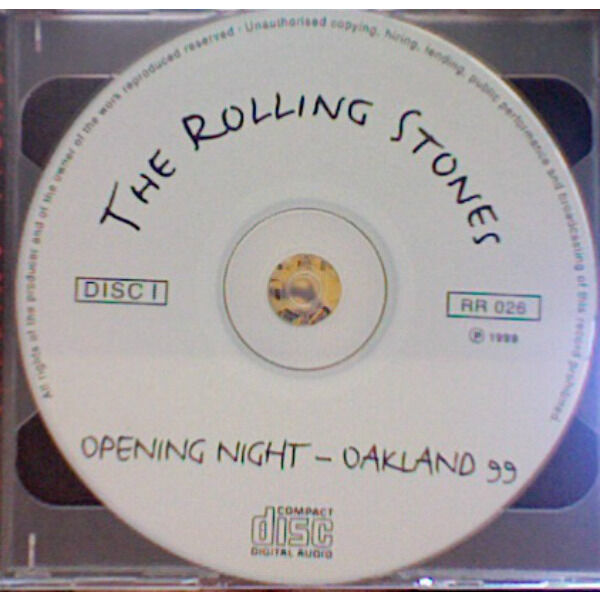 All rights of the producer and of the owner of the work reproduced reserved · Unauthorised copying, hiring, lending, public performance and broadcasting of this record prohibited.
THE ROLLING STONES
DISC I
RR 026
℗ 1999
OPENING NIGHT – OAKLAND 99
COMPACT
disc
DIGITAL AUDIO